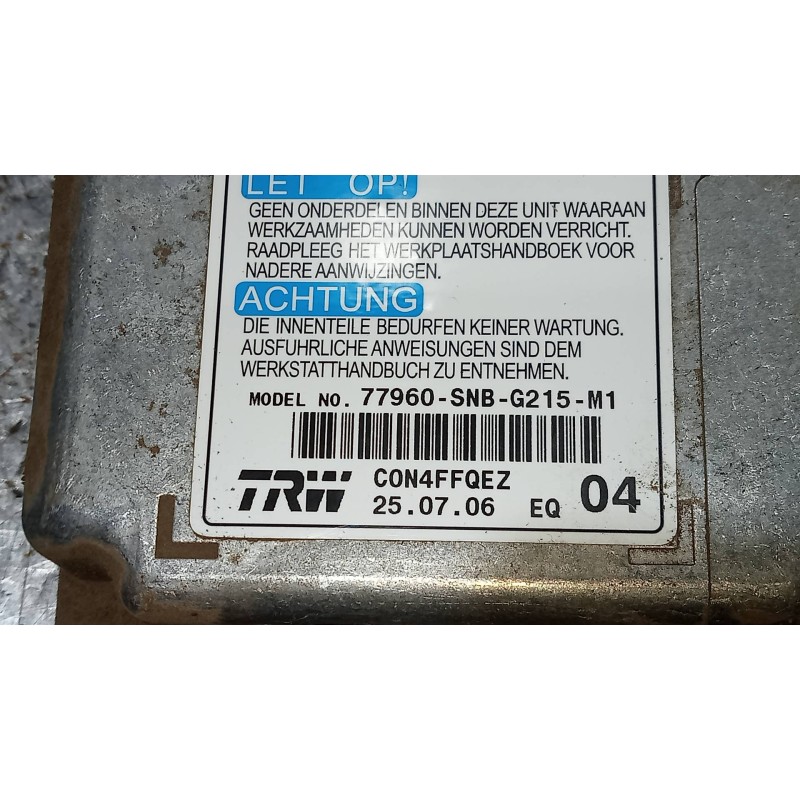 LET OP!
GEEN ONDERDELEN BINNEN DEZE UNIT WAARAAN
WERKZAAMHEDEN KUNNEN WORDEN VERRICHT.
RAADPLEEG HET WERKPLAATSHANDBOEK VOOR
NADERE AANWIJZINGEN.
ACHTUNG
DIE INNENTEILE BEDURFEN KEINER WARTUNG.
AUSFUHRLICHE ANWEISUNGEN SIND DEM
WERKSTATTHANDBUCH ZU ENTNEHMEN.
MODEL NO. 77960-SNB-G215-M1
TRW CON4FFQEZ
25.07.06 EQ 04